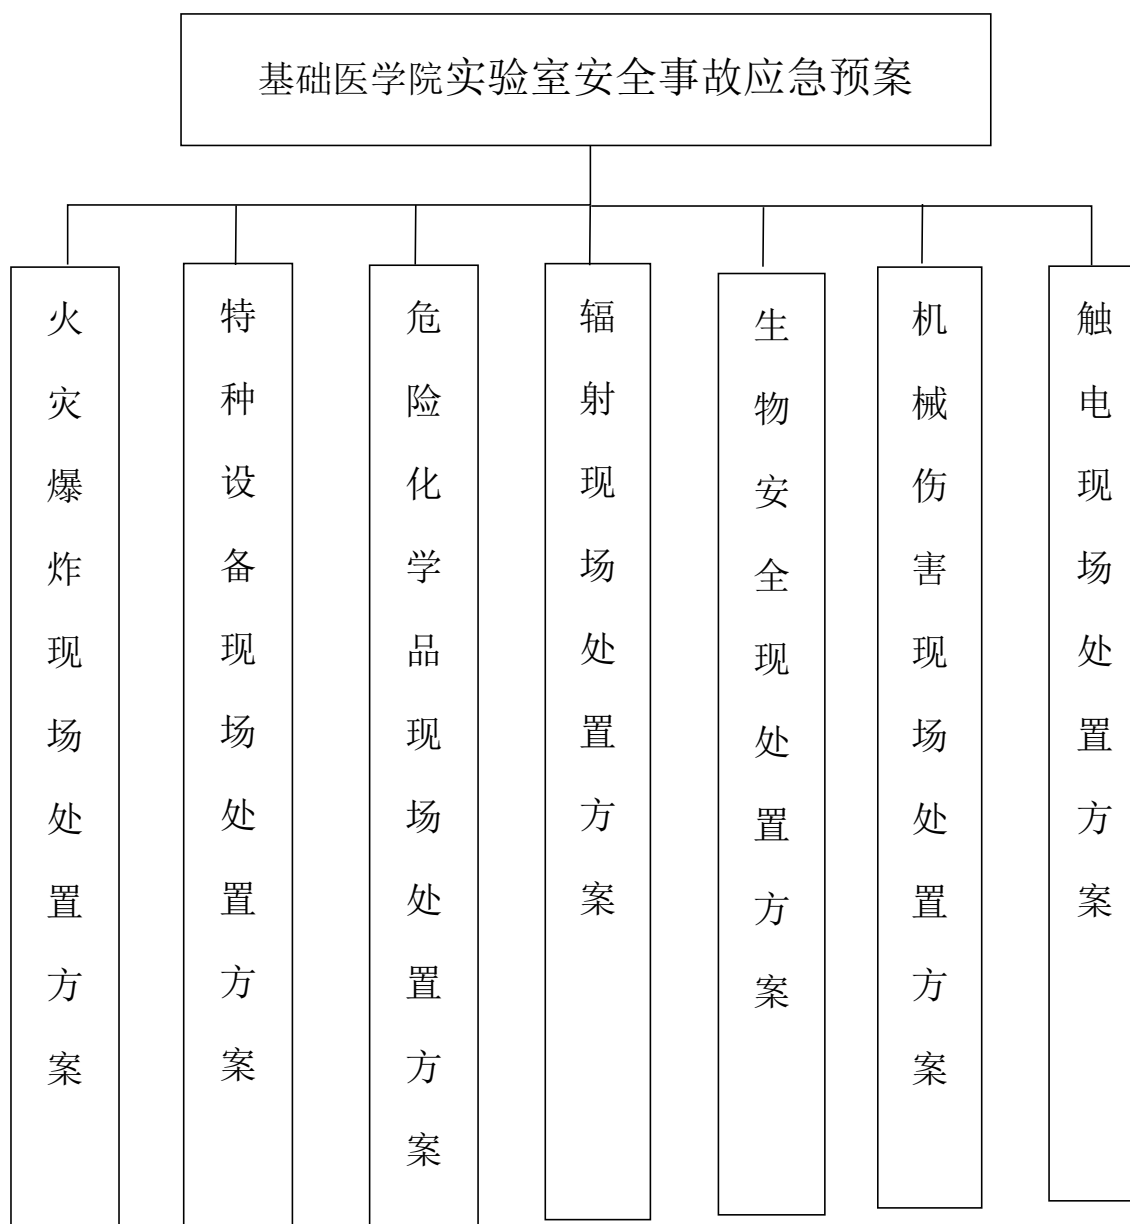 基础医学院实验室安全事故应急预案
火灾爆炸现场处置方案
特种设备现场处置方案
危险化学品现场处置方案
辐射现场处置方案
生物安全现处置方案
机械伤害现场处置方案
触电现场处置方案